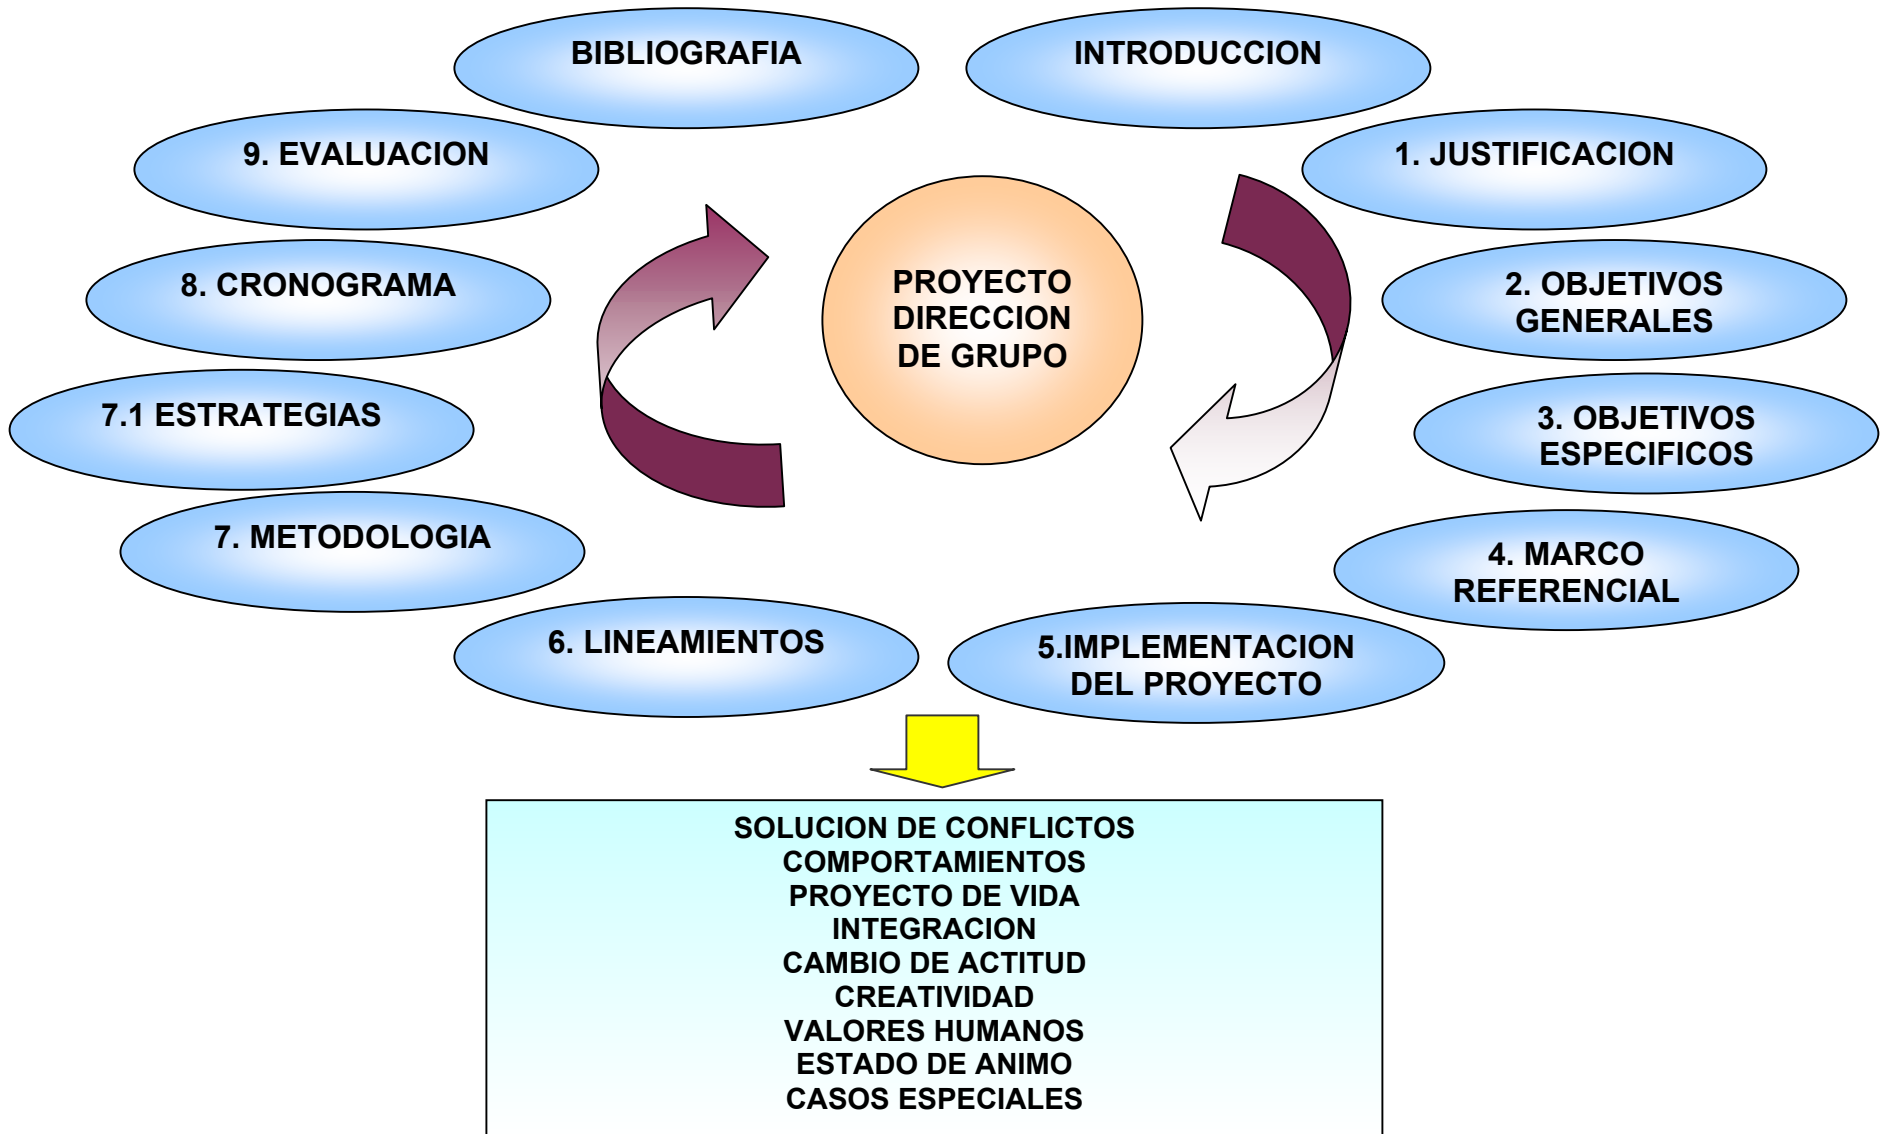 BIBLIOGRAFIA
INTRODUCCION
9. EVALUACION
1. JUSTIFICACION
8. CRONOGRAMA
PROYECTO
DIRECCION
DE GRUPO
2. OBJETIVOS
GENERALES
7.1 ESTRATEGIAS
3. OBJETIVOS
ESPECIFICOS
7. METODOLOGIA
4. MARCO
REFERENCIAL
6. LINEAMIENTOS
5.IMPLEMENTACION
DEL PROYECTO
SOLUCION DE CONFLICTOS
COMPORTAMIENTOS
PROYECTO DE VIDA
INTEGRACION
CAMBIO DE ACTITUD
CREATIVIDAD
VALORES HUMANOS
ESTADO DE ANIMO
CASOS ESPECIALES